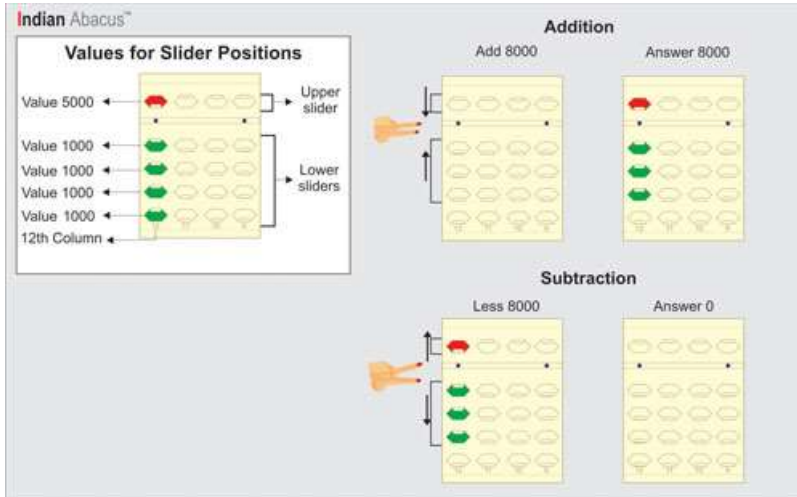 Indian Abacus™
Values for Slider Positions
Value 5000
Upper
slider
Value 1000
Value 1000
Value 1000
Value 1000
Lower
sliders
12th Column
Addition
Add 8000
Answer 8000
Subtraction
Less 8000
Answer 0